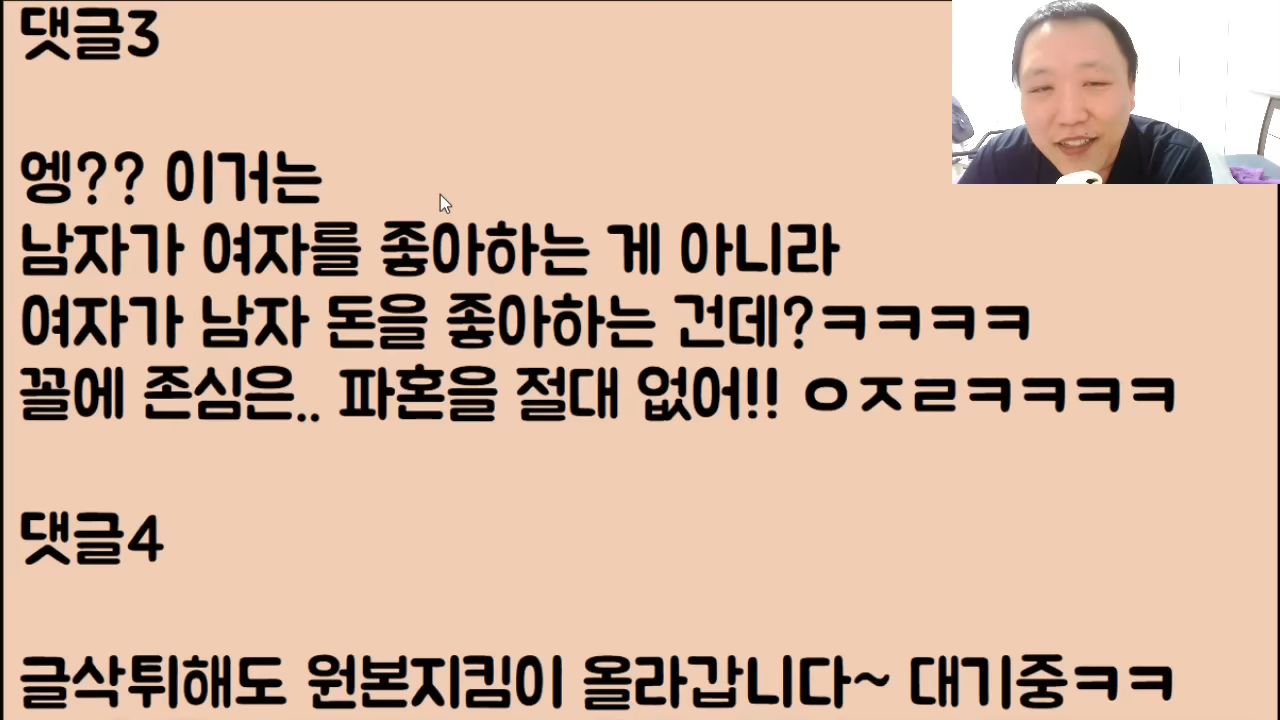 댓글3
엥?? 이거는
남자가 여자를 좋아하는 게 아니라
여자가 남자 돈을 좋아하는 건데?ㅋㅋㅋㅋ
꼴에 존심은.. 파혼을 절대 없어!! ㅇㅈㄹㅋㅋㅋㅋ
댓글4
글삭튀해도 원본지킴이 올라갑니다~ 대기중ㅋㅋ